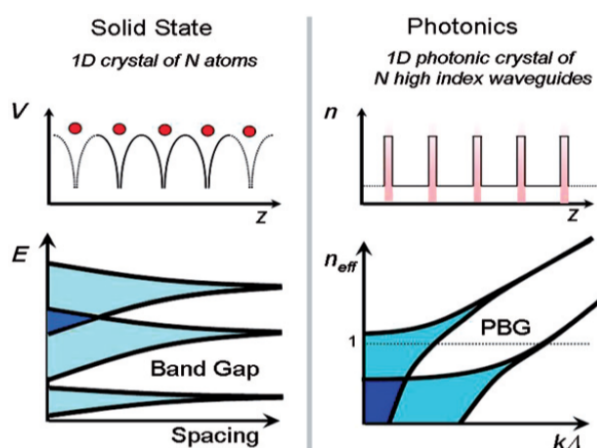 Solid State
1D crystal of N atoms
V
z
E
Band Gap
Spacing
Photonics
1D photonic crystal of
N high index waveguides
n
z
n_eff
1
PBG
kΛ